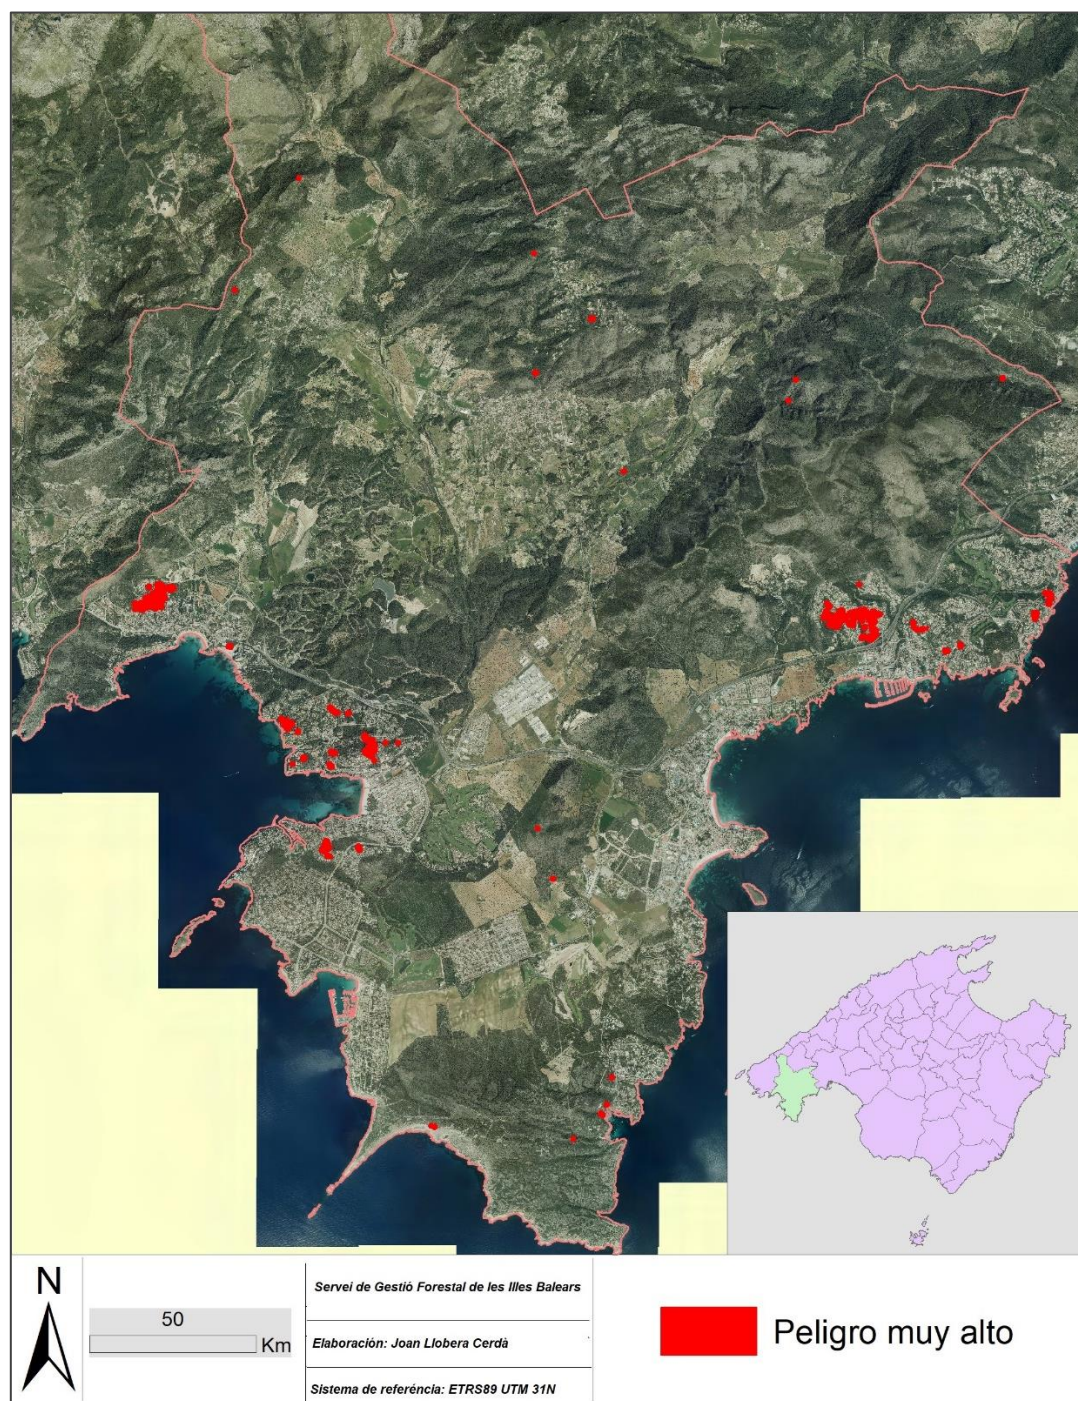 N
50
Km
Servei de Gestió Forestal de les Illes Balears
Elaboración: Joan Llobera Cerdà
Sistema de referéncia: ETRS89 UTM 31N
Peligro muy alto